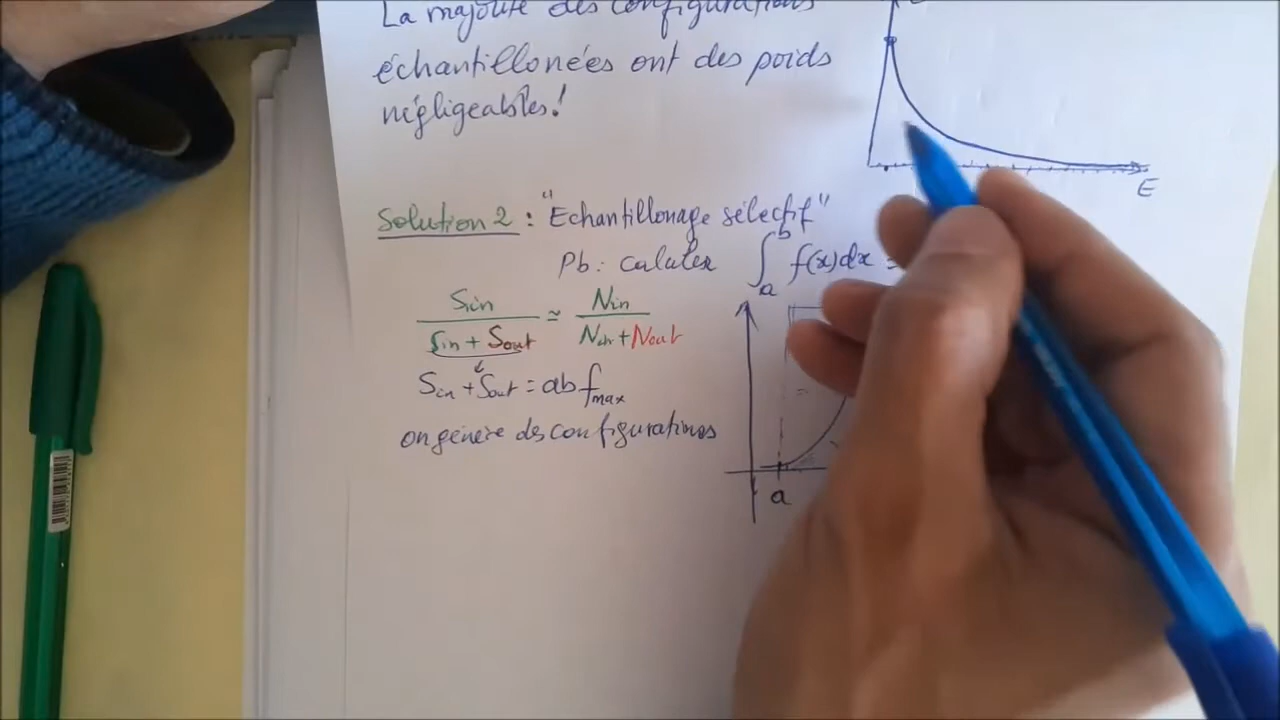 La majorité des configurations
échantillonées ont des poids
négligeables!
E
Solution 2 : "Echantillonage sélectif"
Pb: calculer ∫_a^b f(x)dx =
Sin / (Sin + Sout) ≃ Nin / (Nin + Nout)
Sin + Sout = ab fmax
on génère des configurations
a